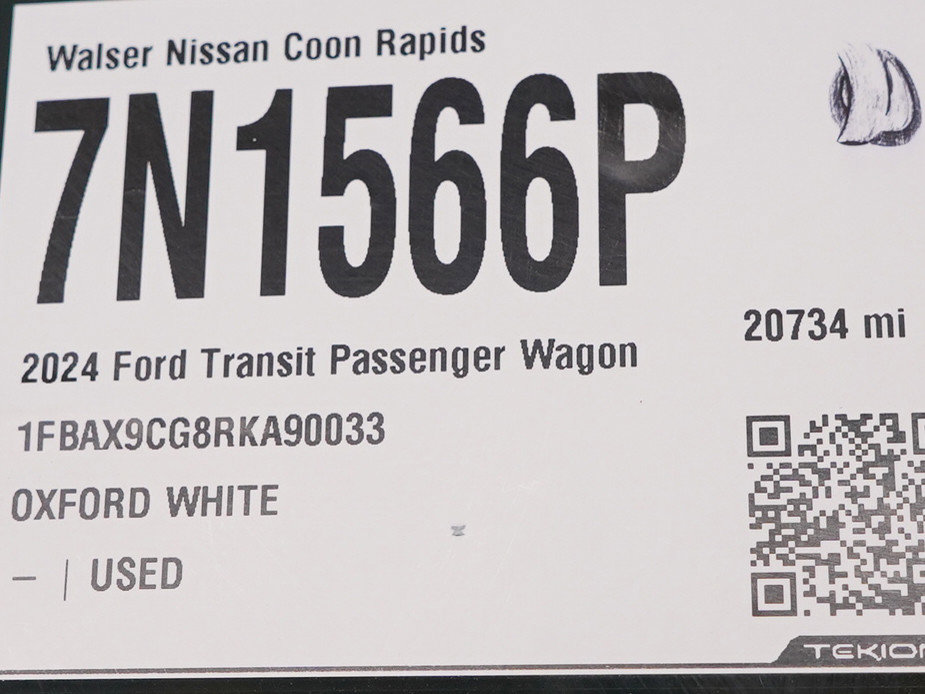 Walser Nissan Coon Rapids
7N1566P
20734 mi
2024 Ford Transit Passenger Wagon
1FBAX9CG8RKA90033
OXFORD WHITE
– | USED
TEKION